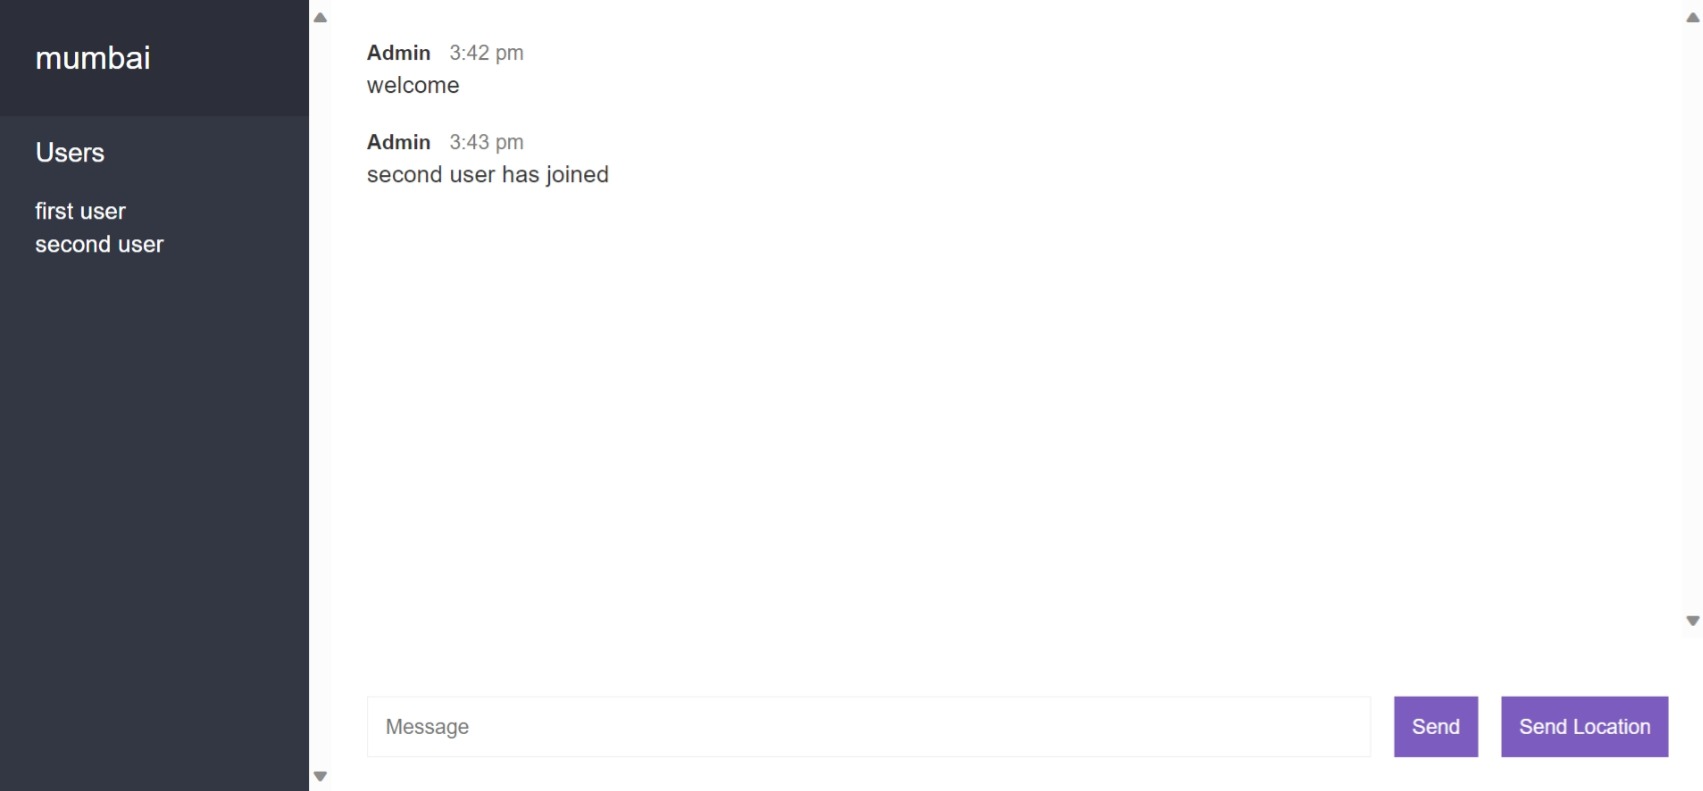 mumbai
Users
first user
second user
Admin 3:42 pm
welcome
Admin 3:43 pm
second user has joined
Message
Send
Send Location